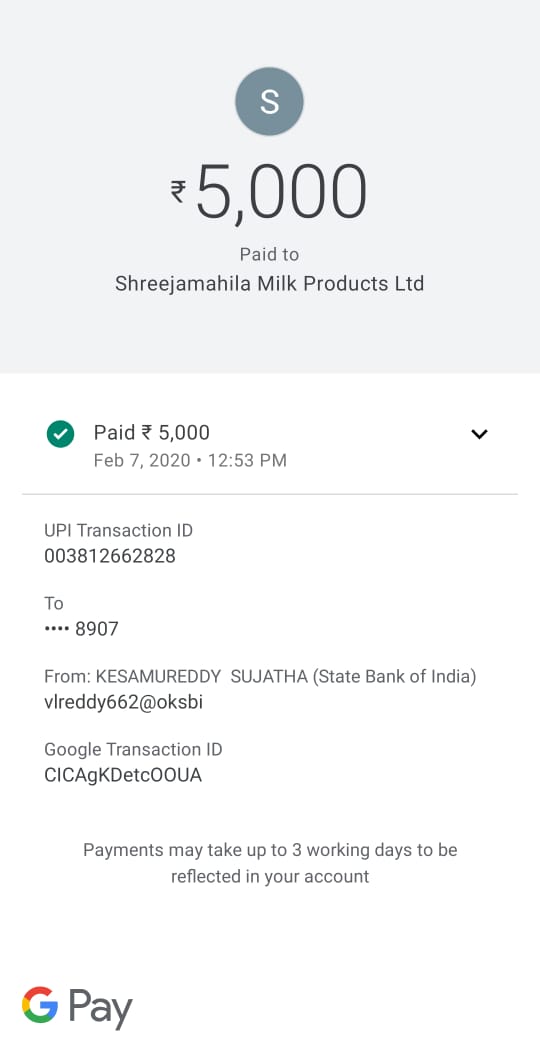 S
₹5,000
Paid to
Shreejamahila Milk Products Ltd
Paid ₹ 5,000
Feb 7, 2020 • 12:53 PM
UPI Transaction ID
003812662828
To
•••• 8907
From: KESAMUREDDY  SUJATHA (State Bank of India)
vlreddy662@oksbi
Google Transaction ID
CICAgKDetcOOUA
Payments may take up to 3 working days to be
reflected in your account
G Pay